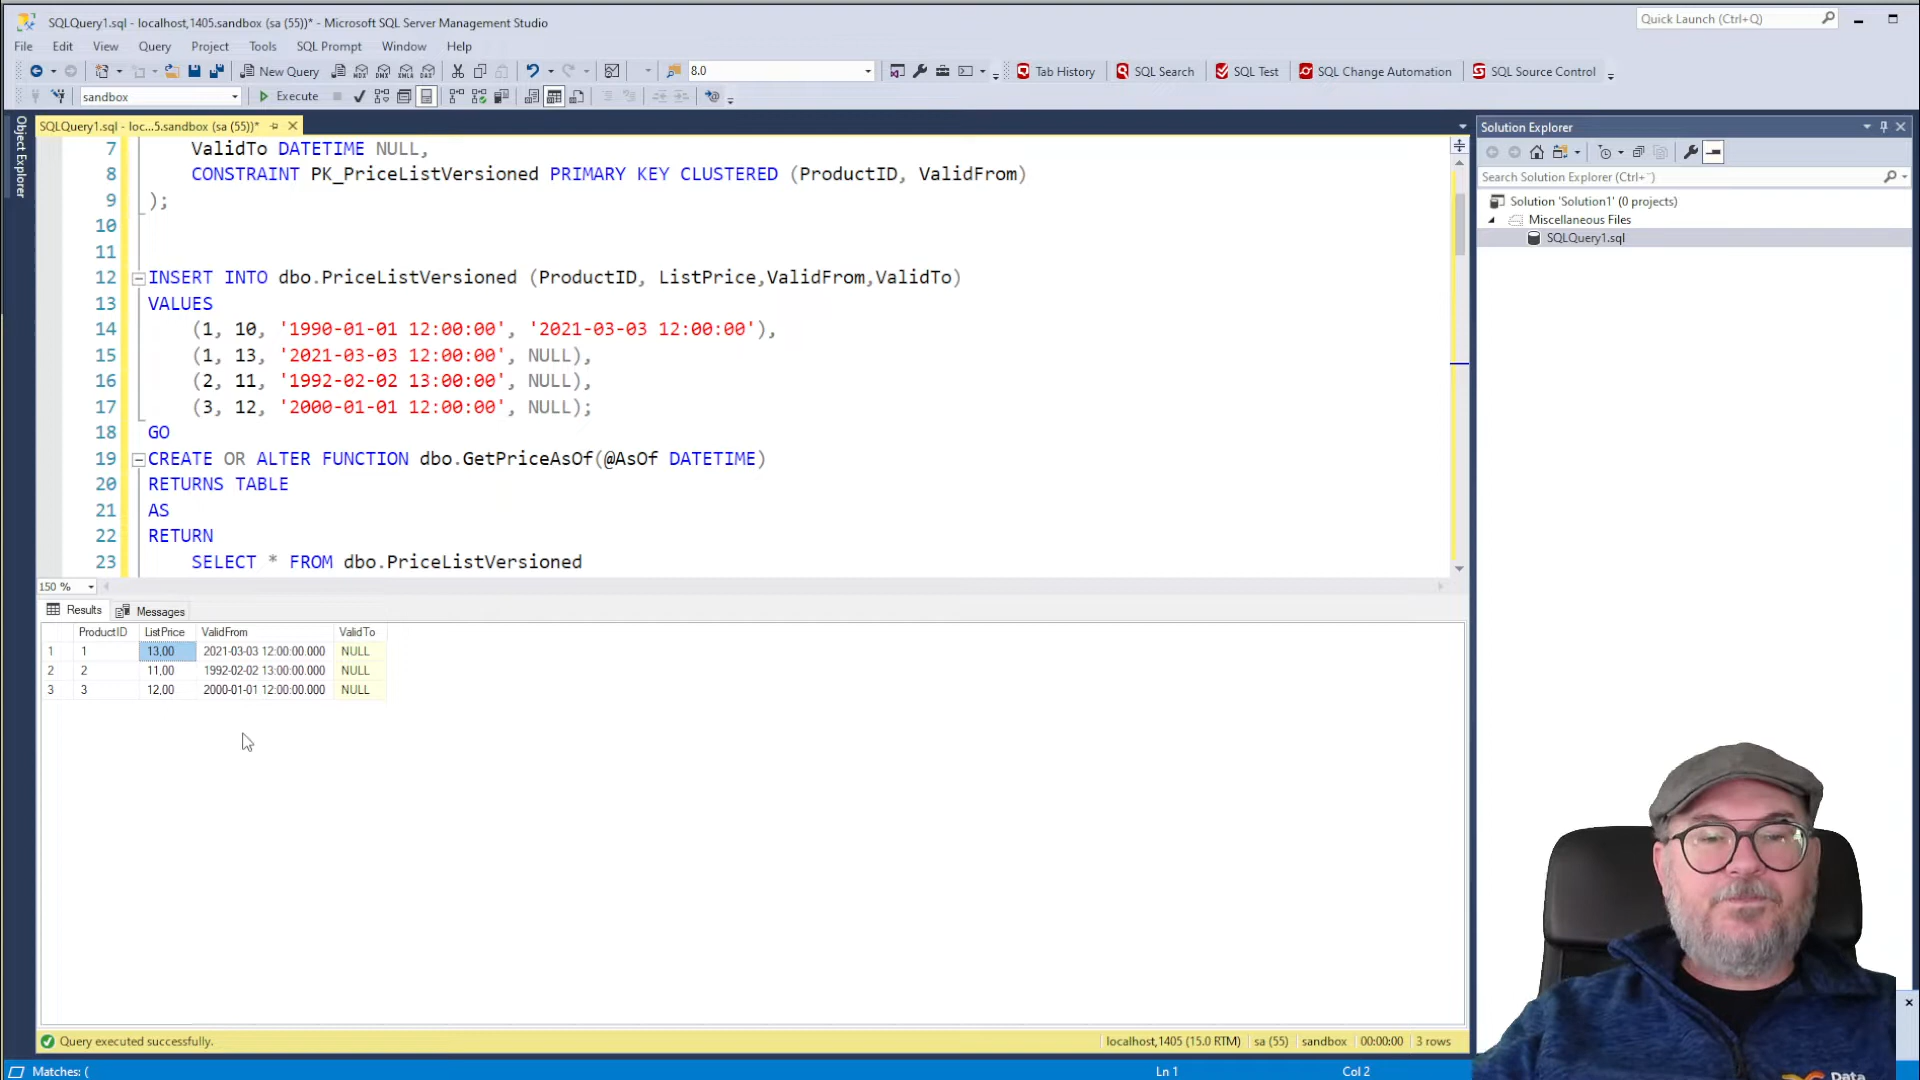 SQLQuery1.sql - localhost,1405.sandbox (sa (55))* - Microsoft SQL Server Management Studio
Quick Launch (Ctrl+Q)
File Edit View Query Project Tools SQL Prompt Window Help
New Query MDX DMX XMLA DAX 8.0 Tab History SQL Search SQL Test SQL Change Automation SQL Source Control
sandbox Execute
Object Explorer
SQLQuery1.sql - loc...5.sandbox (sa (55))*
7 ValidTo DATETIME NULL,
8 CONSTRAINT PK_PriceListVersioned PRIMARY KEY CLUSTERED (ProductID, ValidFrom)
9 );
10
11
12 INSERT INTO dbo.PriceListVersioned (ProductID, ListPrice,ValidFrom,ValidTo)
13 VALUES
14 (1, 10, '1990-01-01 12:00:00', '2021-03-03 12:00:00'),
15 (1, 13, '2021-03-03 12:00:00', NULL),
16 (2, 11, '1992-02-02 13:00:00', NULL),
17 (3, 12, '2000-01-01 12:00:00', NULL);
18 GO
19 CREATE OR ALTER FUNCTION dbo.GetPriceAsOf(@AsOf DATETIME)
20 RETURNS TABLE
21 AS
22 RETURN
23 SELECT * FROM dbo.PriceListVersioned
150 %
Results Messages
ProductID ListPrice ValidFrom ValidTo
1 1 13,00 2021-03-03 12:00:00.000 NULL
2 2 11,00 1992-02-02 13:00:00.000 NULL
3 3 12,00 2000-01-01 12:00:00.000 NULL
Query executed successfully.
localhost,1405 (15.0 RTM) sa (55) sandbox 00:00:00 3 rows
Matches: (
Ln 1 Col 2
Solution Explorer
Search Solution Explorer (Ctrl+¨)
Solution 'Solution1' (0 projects)
Miscellaneous Files
SQLQuery1.sql
Data